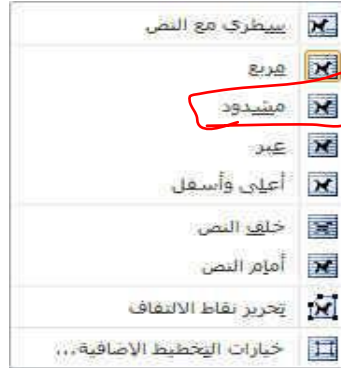 سطري مع النص
مربع
مشدود
عبر
أعلى وأسفل
خلف النص
أمام النص
تحرير نقاط الالتفاف
خيارات التخطيط الإضافية...